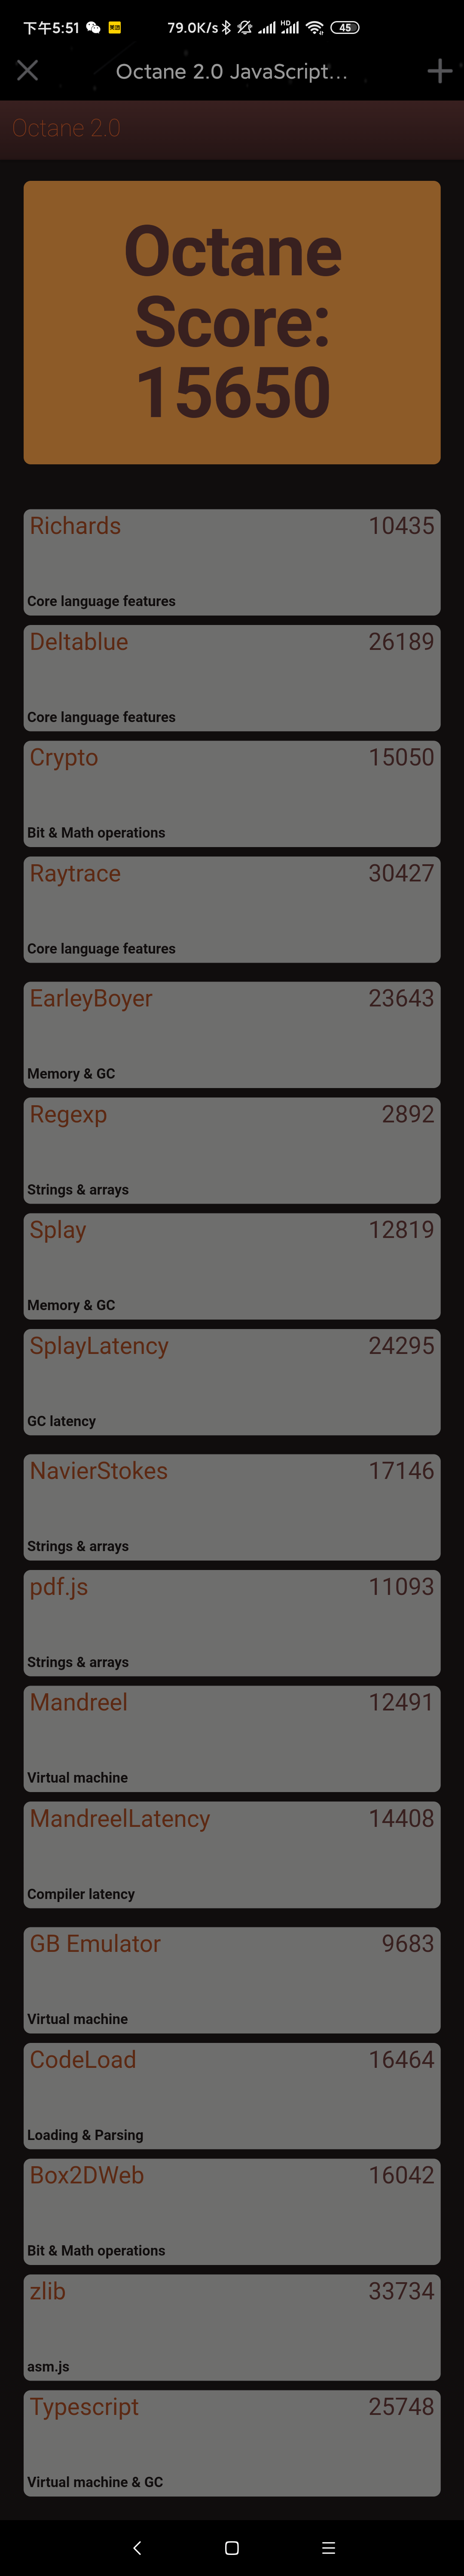 下午5:51 美团 79.0K/s HD 45
Octane 2.0 JavaScript...
Octane 2.0
Octane
Score:
15650
Richards 10435
Core language features
Deltablue 26189
Core language features
Crypto 15050
Bit & Math operations
Raytrace 30427
Core language features
EarleyBoyer 23643
Memory & GC
Regexp 2892
Strings & arrays
Splay 12819
Memory & GC
SplayLatency 24295
GC latency
NavierStokes 17146
Strings & arrays
pdf.js 11093
Strings & arrays
Mandreel 12491
Virtual machine
MandreelLatency 14408
Compiler latency
GB Emulator 9683
Virtual machine
CodeLoad 16464
Loading & Parsing
Box2DWeb 16042
Bit & Math operations
zlib 33734
asm.js
Typescript 25748
Virtual machine & GC